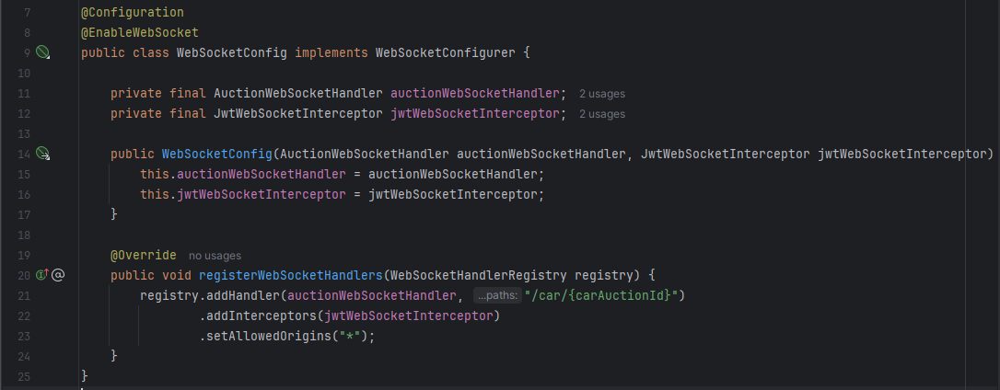 7 @Configuration
8 @EnableWebSocket
9 public class WebSocketConfig implements WebSocketConfigurer {
10
11 private final AuctionWebSocketHandler auctionWebSocketHandler; 2 usages
12 private final JwtWebSocketInterceptor jwtWebSocketInterceptor; 2 usages
13
14 public WebSocketConfig(AuctionWebSocketHandler auctionWebSocketHandler, JwtWebSocketInterceptor jwtWebSocketInterceptor)
15 this.auctionWebSocketHandler = auctionWebSocketHandler;
16 this.jwtWebSocketInterceptor = jwtWebSocketInterceptor;
17 }
18
19 @Override no usages
20 @ public void registerWebSocketHandlers(WebSocketHandlerRegistry registry) {
21 registry.addHandler(auctionWebSocketHandler, ...paths: "/car/{carAuctionId}")
22 .addInterceptors(jwtWebSocketInterceptor)
23 .setAllowedOrigins("*");
24 }
25 }